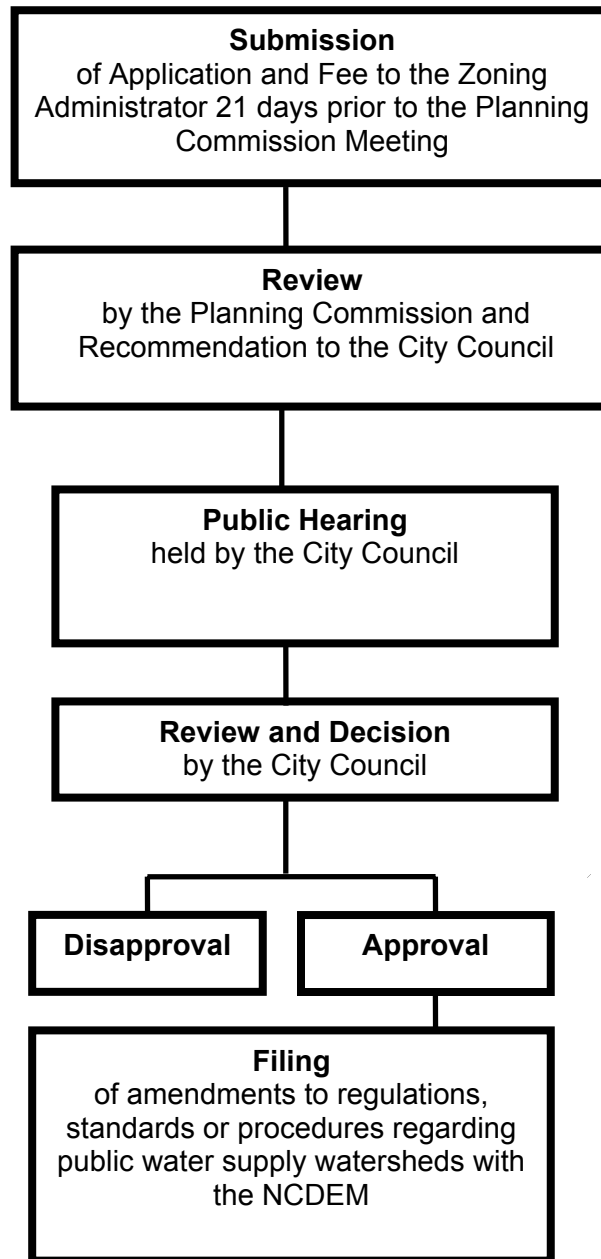 Submission
of Application and Fee to the Zoning
Administrator 21 days prior to the Planning
Commission Meeting
Review
by the Planning Commission and
Recommendation to the City Council
Public Hearing
held by the City Council
Review and Decision
by the City Council
Disapproval
Approval
Filing
of amendments to regulations,
standards or procedures regarding
public water supply watersheds with
the NCDEM